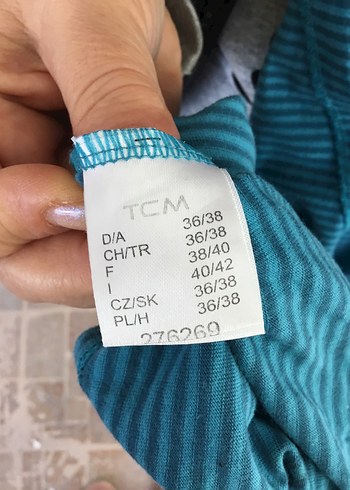 TCM
D/A 36/38
CH/TR 36/38
F 38/40
I 40/42
CZ/SK 36/38
PL/H 36/38
276269